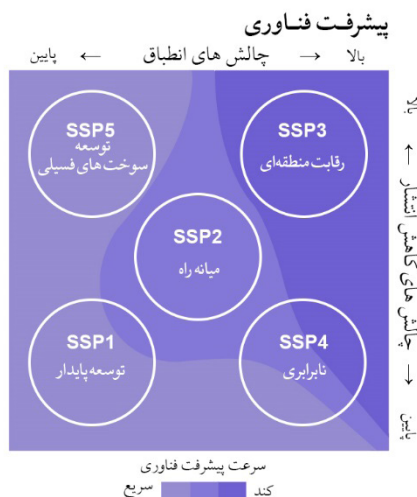 پیشرفت فناوری
بالا → چالش های انطباق ← پایین
SSP5
توسعه
سوخت های فسیلی
SSP3
رقابت منطقه‌ای
SSP2
میانه راه
SSP1
توسعه پایدار
SSP4
نابرابری
بالا ← چالش های کاهش انتشار → پایین
سرعت پیشرفت فناوری
سریع کند